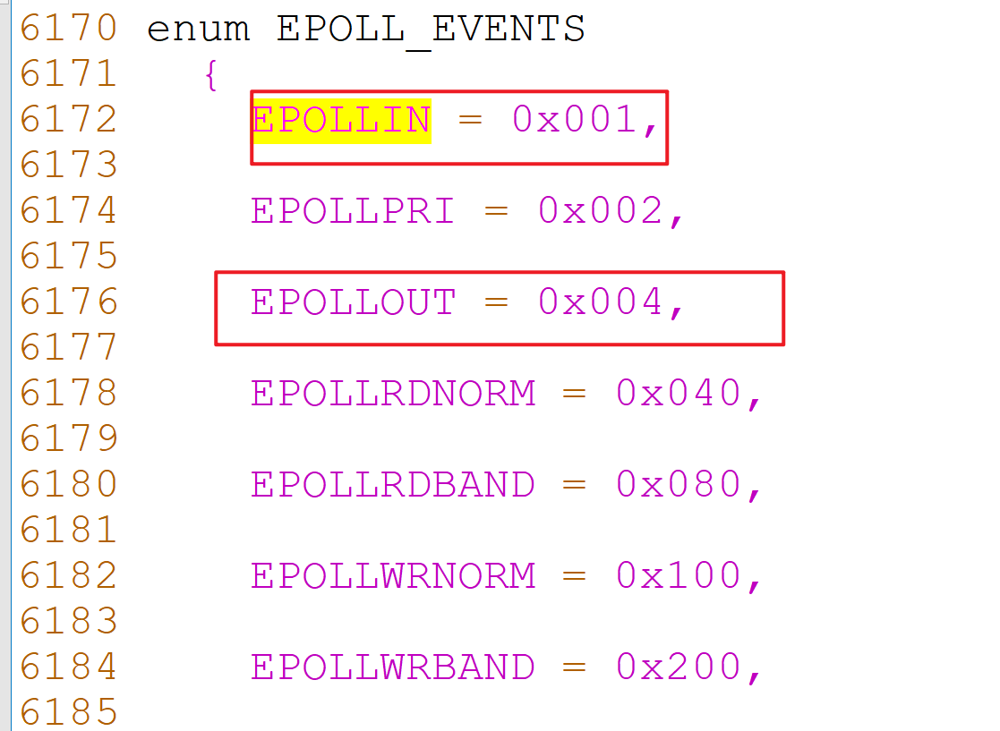 6170 enum EPOLL_EVENTS
6171 {
6172 EPOLLIN = 0x001,
6173
6174 EPOLLPRI = 0x002,
6175
6176 EPOLLOUT = 0x004,
6177
6178 EPOLLRDNORM = 0x040,
6179
6180 EPOLLRDBAND = 0x080,
6181
6182 EPOLLWRNORM = 0x100,
6183
6184 EPOLLWRBAND = 0x200,
6185